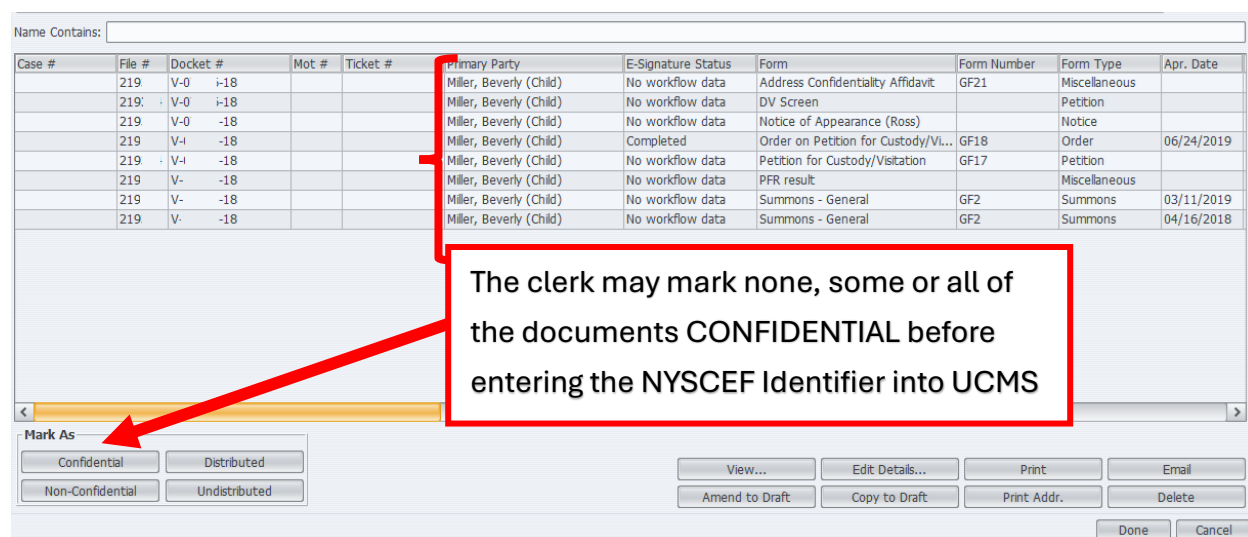 Name Contains:
Case # File # Docket # Mot # Ticket # Primary Party E-Signature Status Form Form Number Form Type Apr. Date
219 V-0 -18 Miller, Beverly (Child) No workflow data Address Confidentiality Affidavit GF21 Miscellaneous
219 V-0 -18 Miller, Beverly (Child) No workflow data DV Screen Petition
219 V-0 -18 Miller, Beverly (Child) No workflow data Notice of Appearance (Ross) Notice
219 V- -18 Miller, Beverly (Child) Completed Order on Petition for Custody/Vi... GF18 Order 06/24/2019
219 V- -18 Miller, Beverly (Child) No workflow data Petition for Custody/Visitation GF17 Petition
219 V- -18 Miller, Beverly (Child) No workflow data PFR result Miscellaneous
219 V- -18 Miller, Beverly (Child) No workflow data Summons - General GF2 Summons 03/11/2019
219 V- -18 Miller, Beverly (Child) No workflow data Summons - General GF2 Summons 04/16/2018
The clerk may mark none, some or all of
the documents CONFIDENTIAL before
entering the NYSCEF Identifier into UCMS
Mark As
Confidential Distributed View... Edit Details... Print Email
Non-Confidential Undistributed Amend to Draft Copy to Draft Print Addr. Delete
Done Cancel